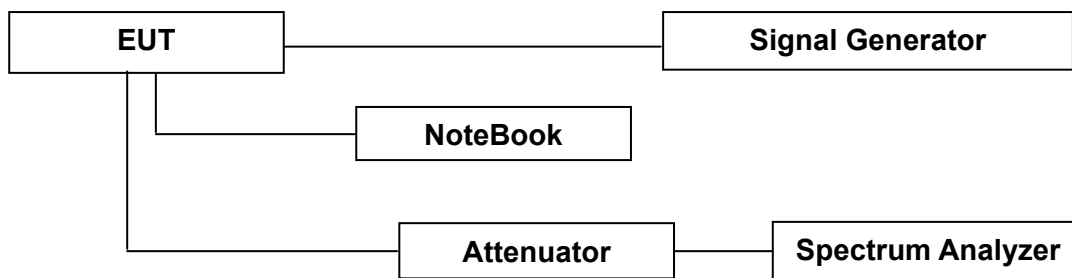 EUT
Signal Generator
NoteBook
Attenuator
Spectrum Analyzer